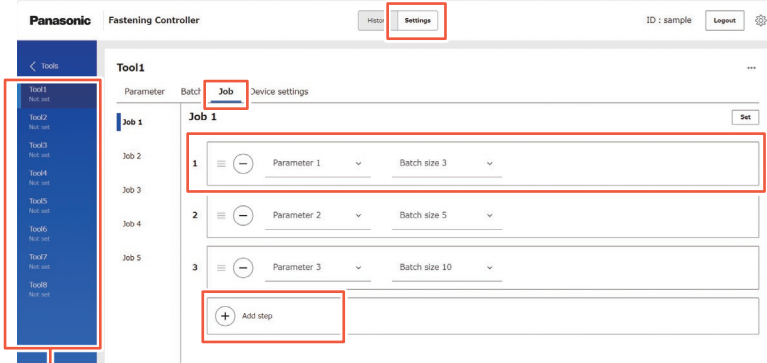 Panasonic Fastening Controller Histo Settings ID : sample Logout
Tools
Tool1 ...
Parameter Batch Job Device settings
Tool1
Not set
Tool2
Not set
Tool3
Not set
Tool4
Not set
Tool5
Not set
Tool6
Not set
Tool7
Not set
Tool8
Not set
Job 1
Job 2
Job 3
Job 4
Job 5
Job 1 Set
1 Parameter 1 Batch size 3
2 Parameter 2 Batch size 5
3 Parameter 3 Batch size 10
Add step